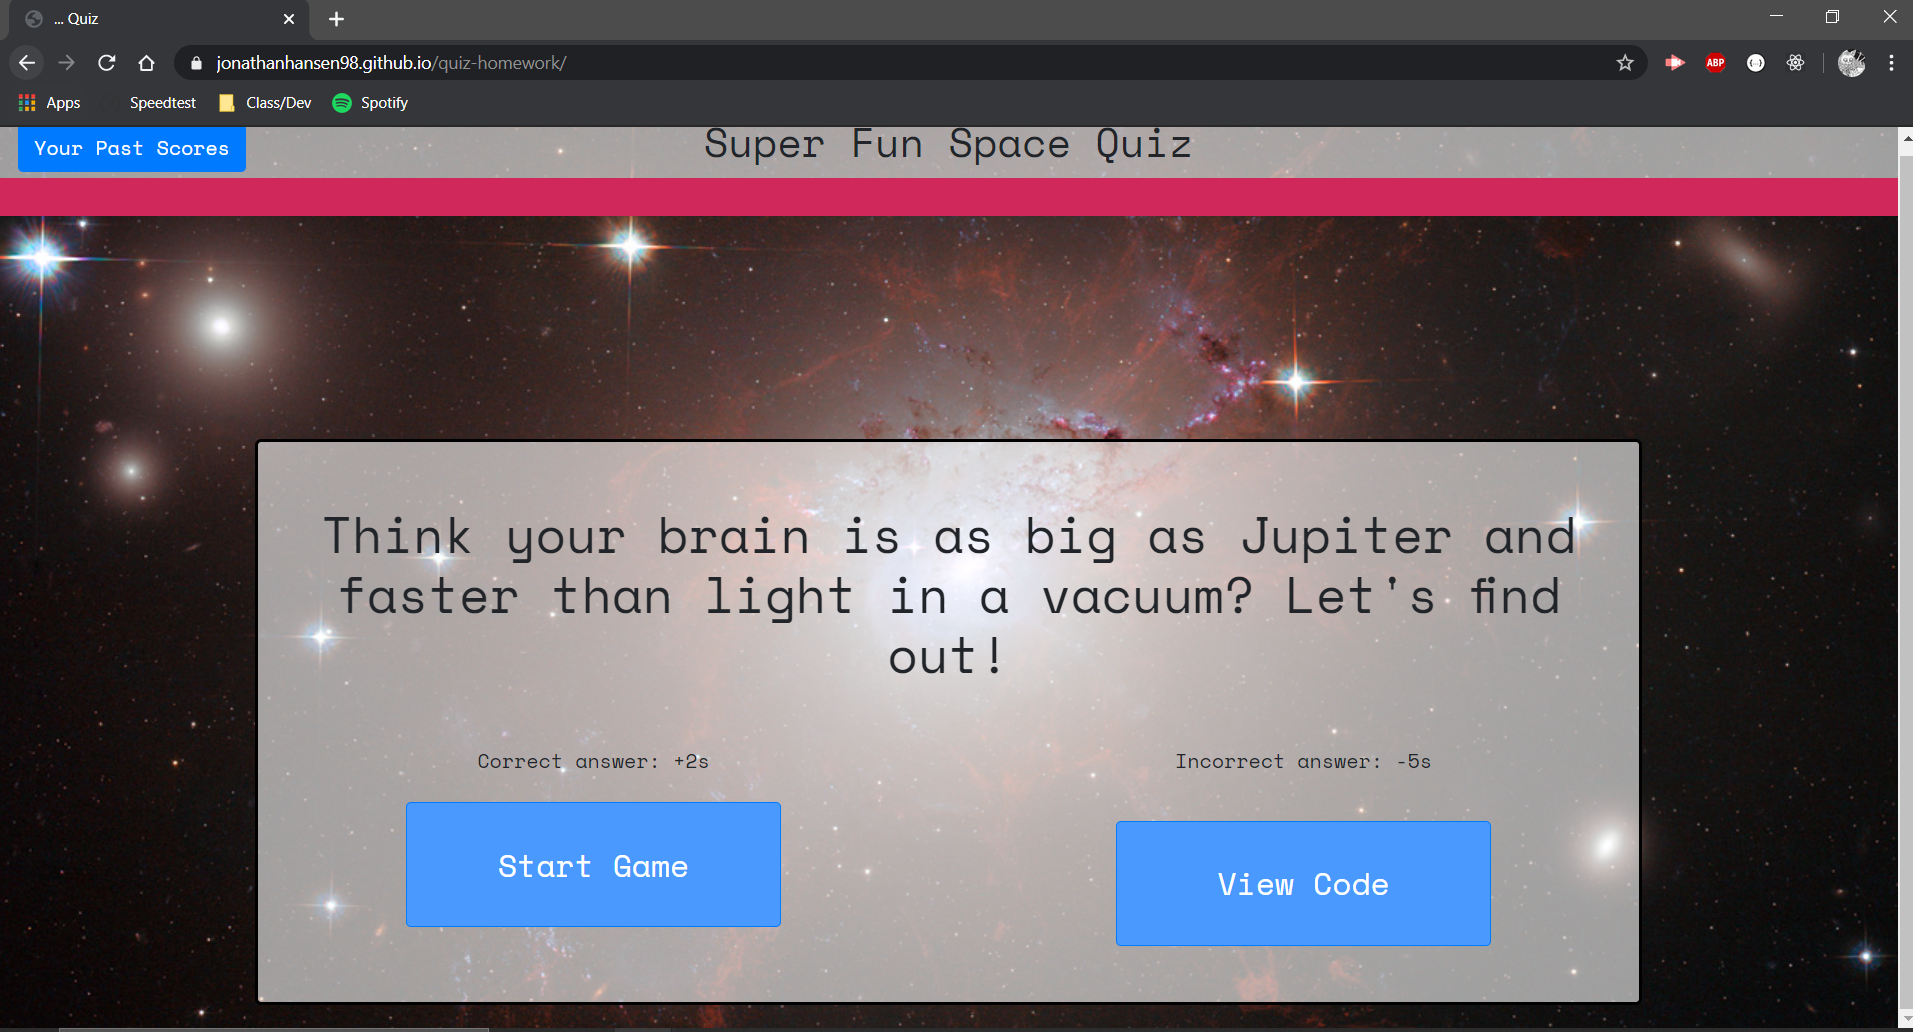 ... Quiz
jonathanhansen98.github.io/quiz-homework/
ABP
Apps Speedtest Class/Dev Spotify
Your Past Scores
Super Fun Space Quiz
Think your brain is as big as Jupiter and
faster than light in a vacuum? Let's find
out!
Correct answer: +2s
Incorrect answer: -5s
Start Game
View Code